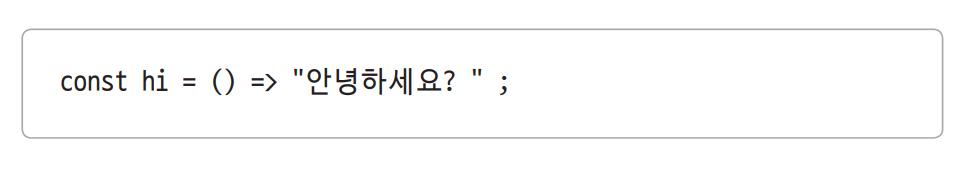 const hi = () => "안녕하세요? " ;